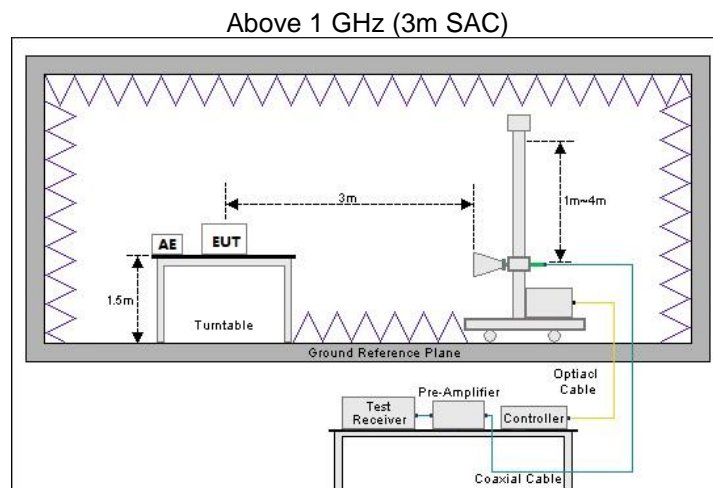 Above 1 GHz (3m SAC)
3m
1m~4m
AE
EUT
1.5m
Turntable
Ground Reference Plane
Optiacl
Cable
Pre-Amplifier
Test
Receiver
Controller
Coaxial Cable